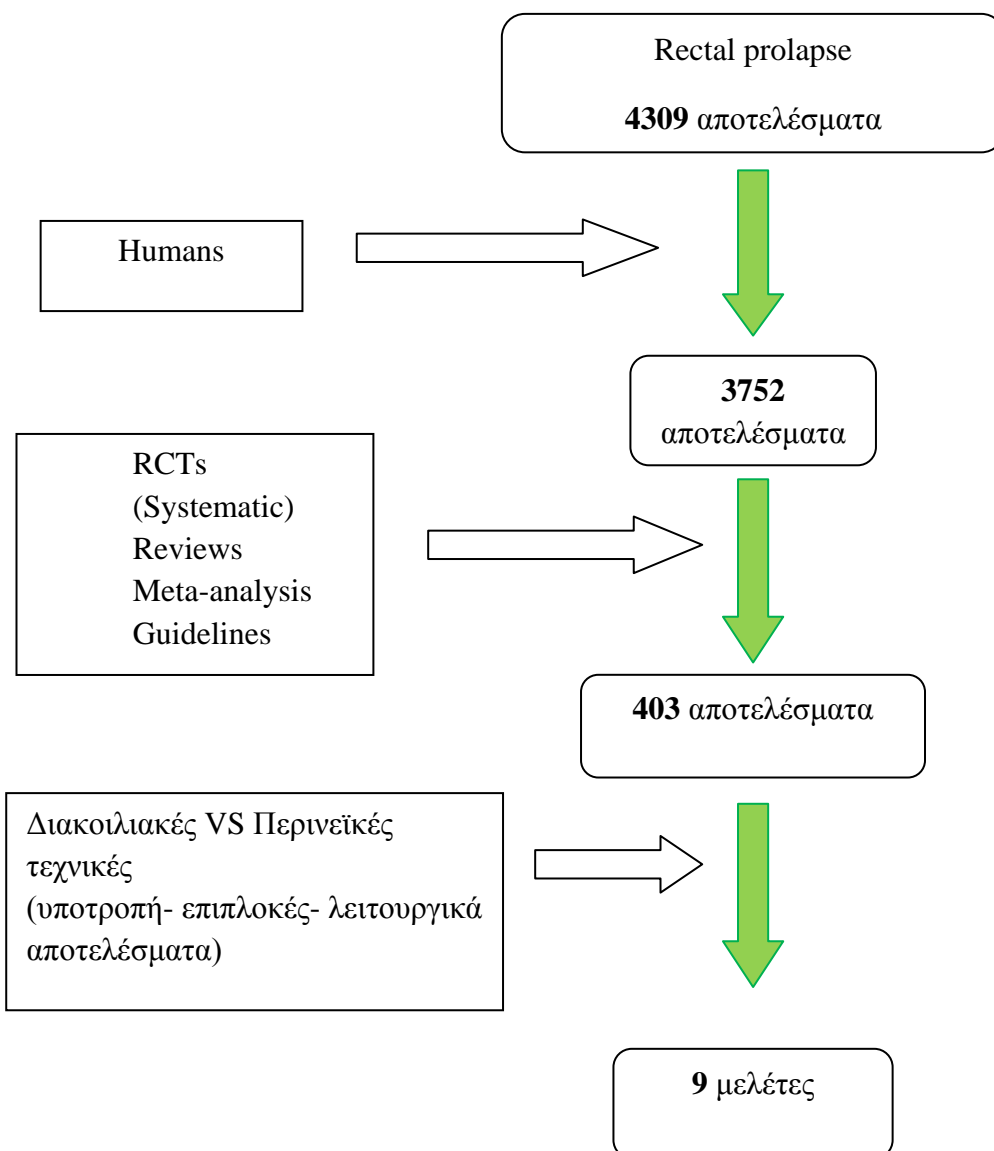 Rectal prolapse
4309 αποτελέσματα
Humans
3752
αποτελέσματα
RCTs
(Systematic)
Reviews
Meta-analysis
Guidelines
403 αποτελέσματα
Διακοιλιακές VS Περινεϊκές
τεχνικές
(υποτροπή- επιπλοκές- λειτουργικά
αποτελέσματα)
9 μελέτες